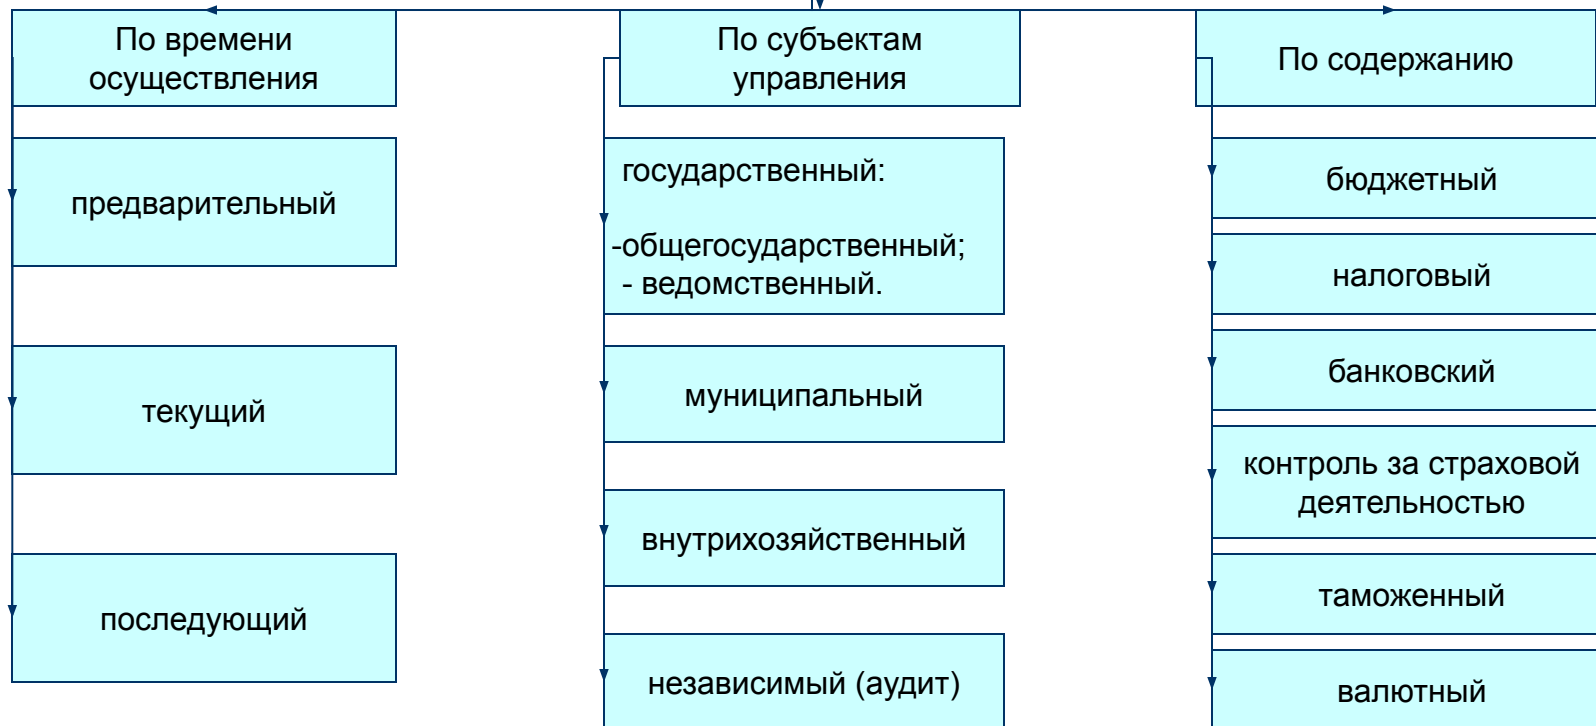 По времени
осуществления
предварительный
текущий
последующий
По субъектам
управления
государственный:
-общегосударственный;
- ведомственный.
муниципальный
внутрихозяйственный
независимый (аудит)
По содержанию
бюджетный
налоговый
банковский
контроль за страховой
деятельностью
таможенный
валютный